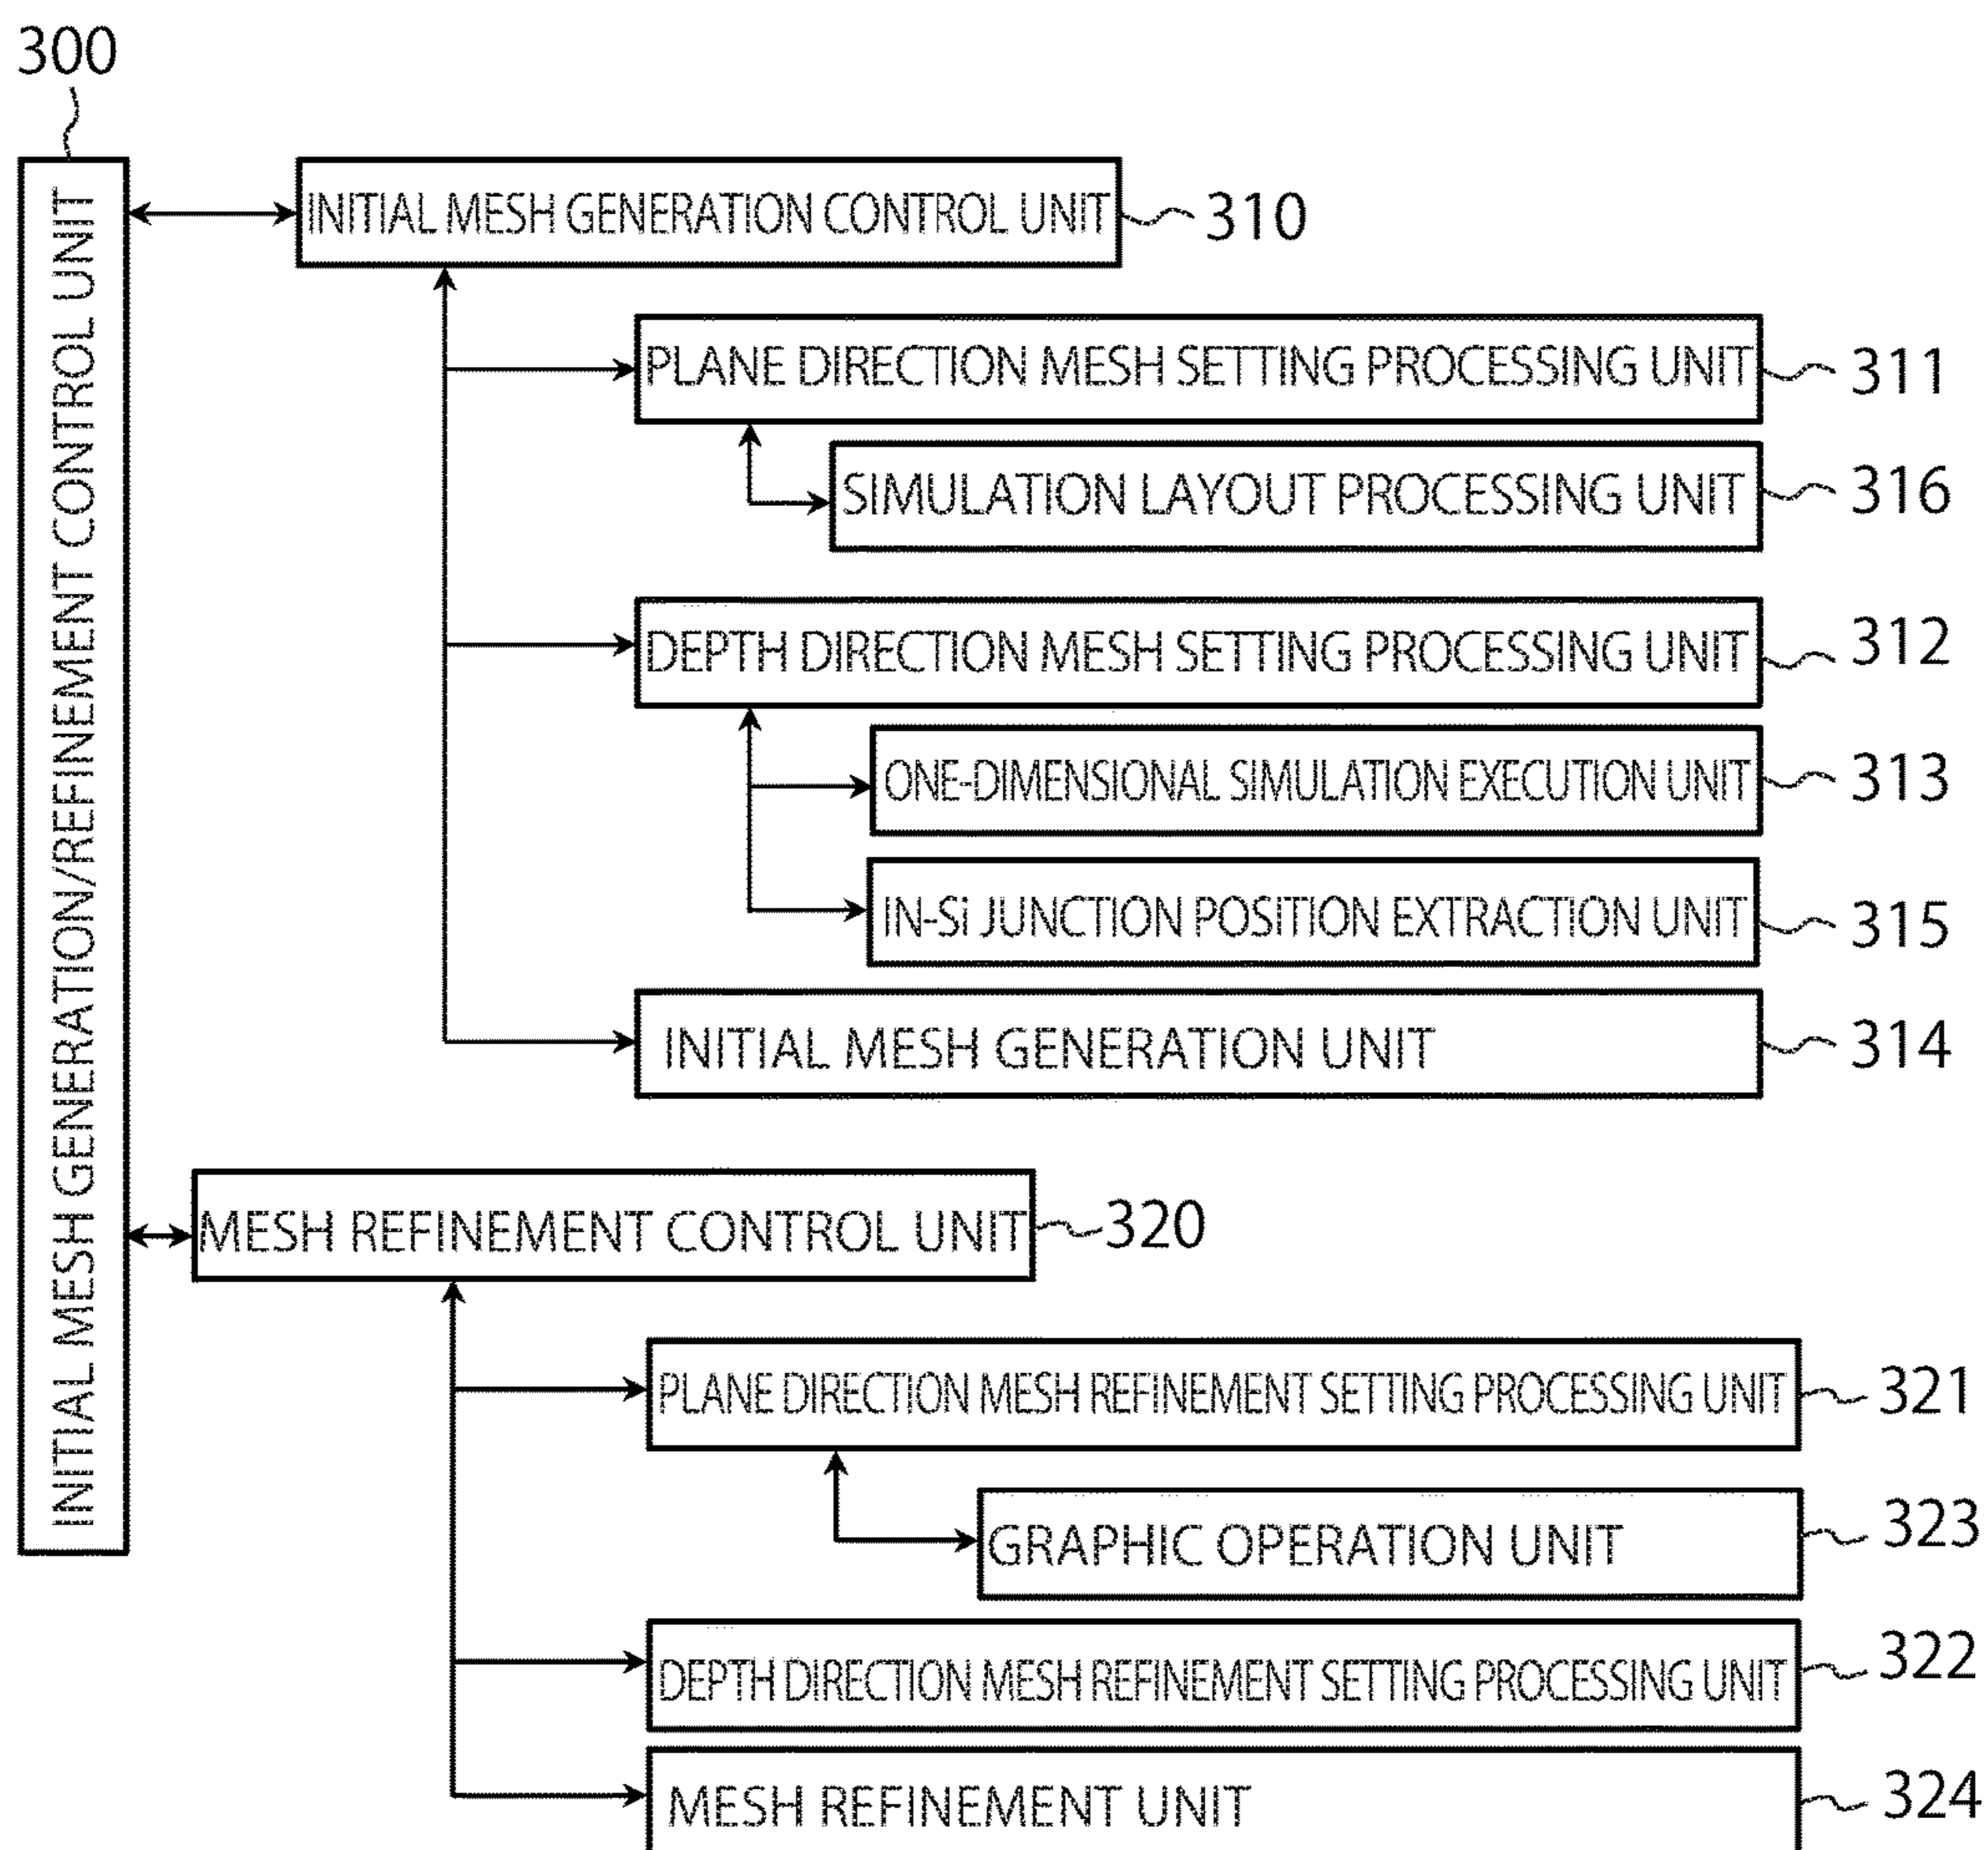 300
INITIAL MESH GENERATION/REFINEMENT CONTROL UNIT
INITIAL MESH GENERATION CONTROL UNIT 310
PLANE DIRECTION MESH SETTING PROCESSING UNIT 311
SIMULATION LAYOUT PROCESSING UNIT 316
DEPTH DIRECTION MESH SETTING PROCESSING UNIT 312
ONE-DIMENSIONAL SIMULATION EXECUTION UNIT 313
IN-Si JUNCTION POSITION EXTRACTION UNIT 315
INITIAL MESH GENERATION UNIT 314
MESH REFINEMENT CONTROL UNIT 320
PLANE DIRECTION MESH REFINEMENT SETTING PROCESSING UNIT 321
GRAPHIC OPERATION UNIT 323
DEPTH DIRECTION MESH REFINEMENT SETTING PROCESSING UNIT 322
MESH REFINEMENT UNIT 324